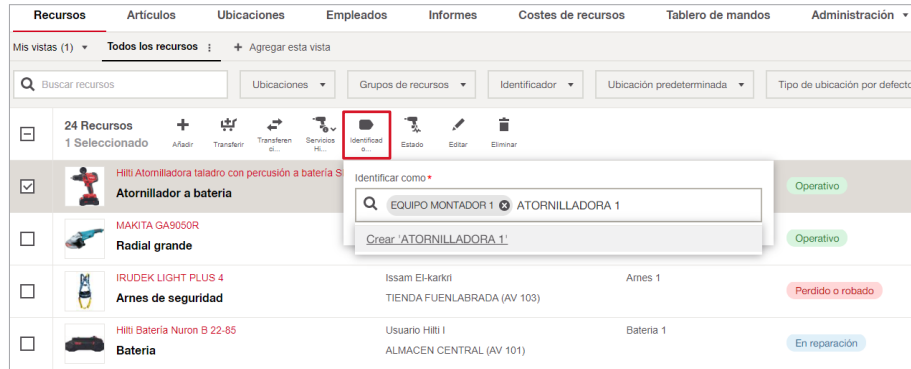 Recursos Artículos Ubicaciones Empleados Informes Costes de recursos Tablero de mandos Administración
Mis vistas (1) Todos los recursos Agregar esta vista
Buscar recursos Ubicaciones Grupos de recursos Identificador Ubicación predeterminada Tipo de ubicación por defecto
24 Recursos
1 Seleccionado
Añadir
Transferir
Transferen
ci...
Servicios
Hi...
Identificad
o...
Estado
Editar
Eliminar
Hilti Atornilladora taladro con percusión a batería S
Atornillador a bateria
Identificar como *
EQUIPO MONTADOR 1 ATORNILLADORA 1
Crear 'ATORNILLADORA 1'
Operativo
MAKITA GA9050R
Radial grande
Operativo
IRUDEK LIGHT PLUS 4 Issam El-karkri Arnes 1
Arnes de seguridad TIENDA FUENLABRADA (AV 103)
Perdido o robado
Hilti Batería Nuron B 22-85 Usuario Hilti I Bateria 1
Bateria ALMACEN CENTRAL (AV 101)
En reparación